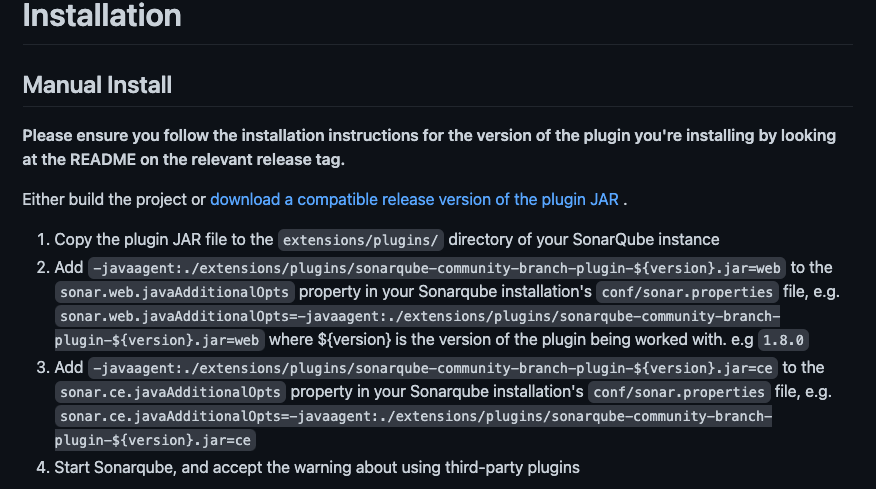 Installation
Manual Install
Please ensure you follow the installation instructions for the version of the plugin you're installing by looking
at the README on the relevant release tag.
Either build the project or download a compatible release version of the plugin JAR .
1. Copy the plugin JAR file to the extensions/plugins/ directory of your SonarQube instance
2. Add -javaagent:./extensions/plugins/sonarqube-community-branch-plugin-${version}.jar=web to the
sonar.web.javaAdditionalOpts property in your Sonarqube installation's conf/sonar.properties file, e.g.
sonar.web.javaAdditionalOpts=-javaagent:./extensions/plugins/sonarqube-community-branch-
plugin-${version}.jar=web where ${version} is the version of the plugin being worked with. e.g 1.8.0
3. Add -javaagent:./extensions/plugins/sonarqube-community-branch-plugin-${version}.jar=ce to the
sonar.ce.javaAdditionalOpts property in your Sonarqube installation's conf/sonar.properties file, e.g.
sonar.ce.javaAdditionalOpts=-javaagent:./extensions/plugins/sonarqube-community-branch-
plugin-${version}.jar=ce
4. Start Sonarqube, and accept the warning about using third-party plugins